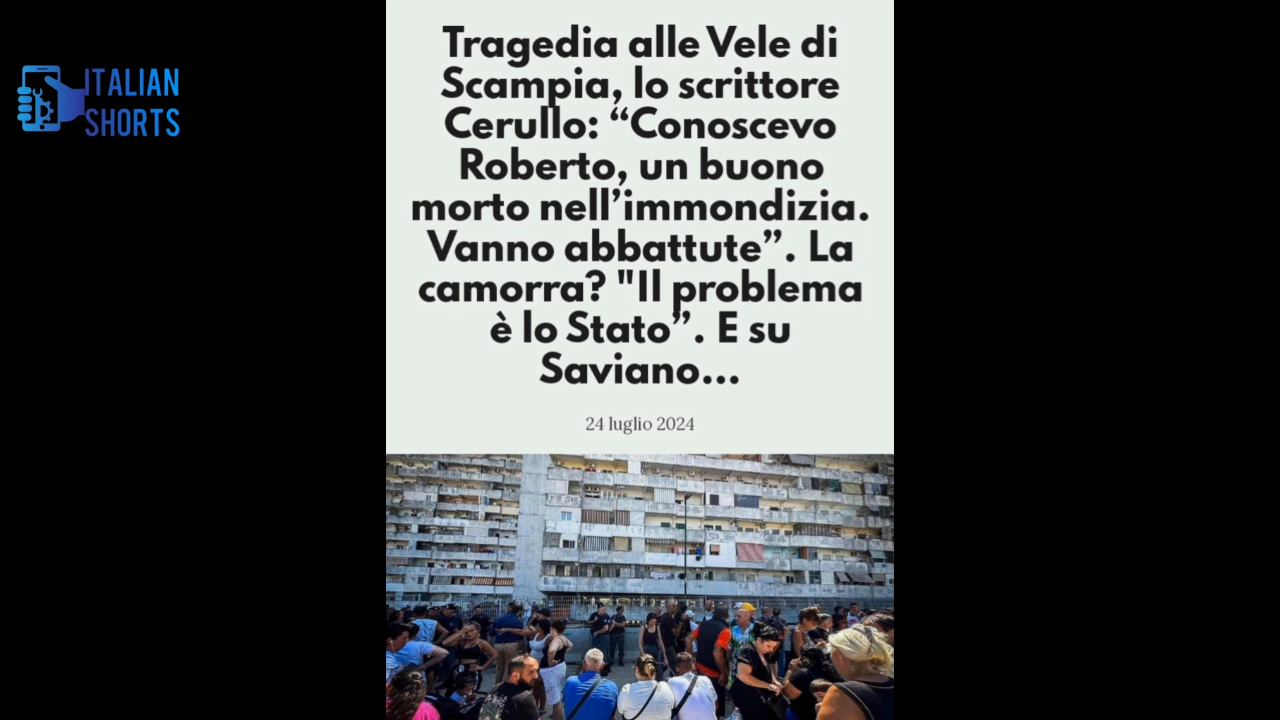 ITALIAN
SHORTS
Tragedia alle Vele di
Scampia, lo scrittore
Cerullo: “Conoscevo
Roberto, un buono
morto nell’immondizia.
Vanno abbattute”. La
camorra? "Il problema
è lo Stato”. E su
Saviano...
24 luglio 2024